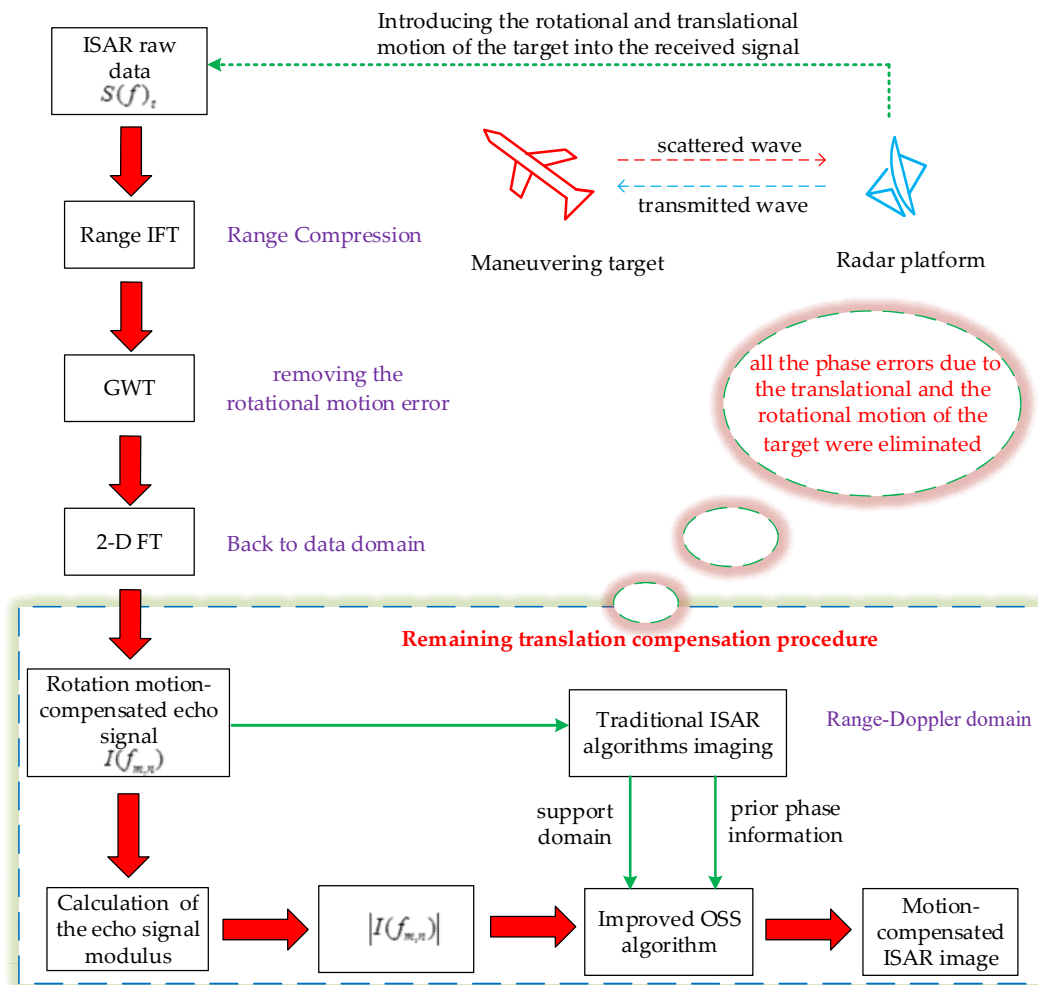 Introducing the rotational and translational
motion of the target into the received signal
ISAR raw
data
S(f)_t
scattered wave
transmitted wave
Maneuvering target
Radar platform
Range IFT
Range Compression
GWT
removing the
rotational motion error
all the phase errors due to
the translational and the
rotational motion of the
target were eliminated
2-D FT
Back to data domain
Remaining translation compensation procedure
Rotation motion-
compensated echo
signal
I(f_{m,n})
Traditional ISAR
algorithms imaging
Range-Doppler domain
support
domain
prior phase
information
Calculation of
the echo signal
modulus
|I(f_{m,n})|
Improved OSS
algorithm
Motion-
compensated
ISAR image